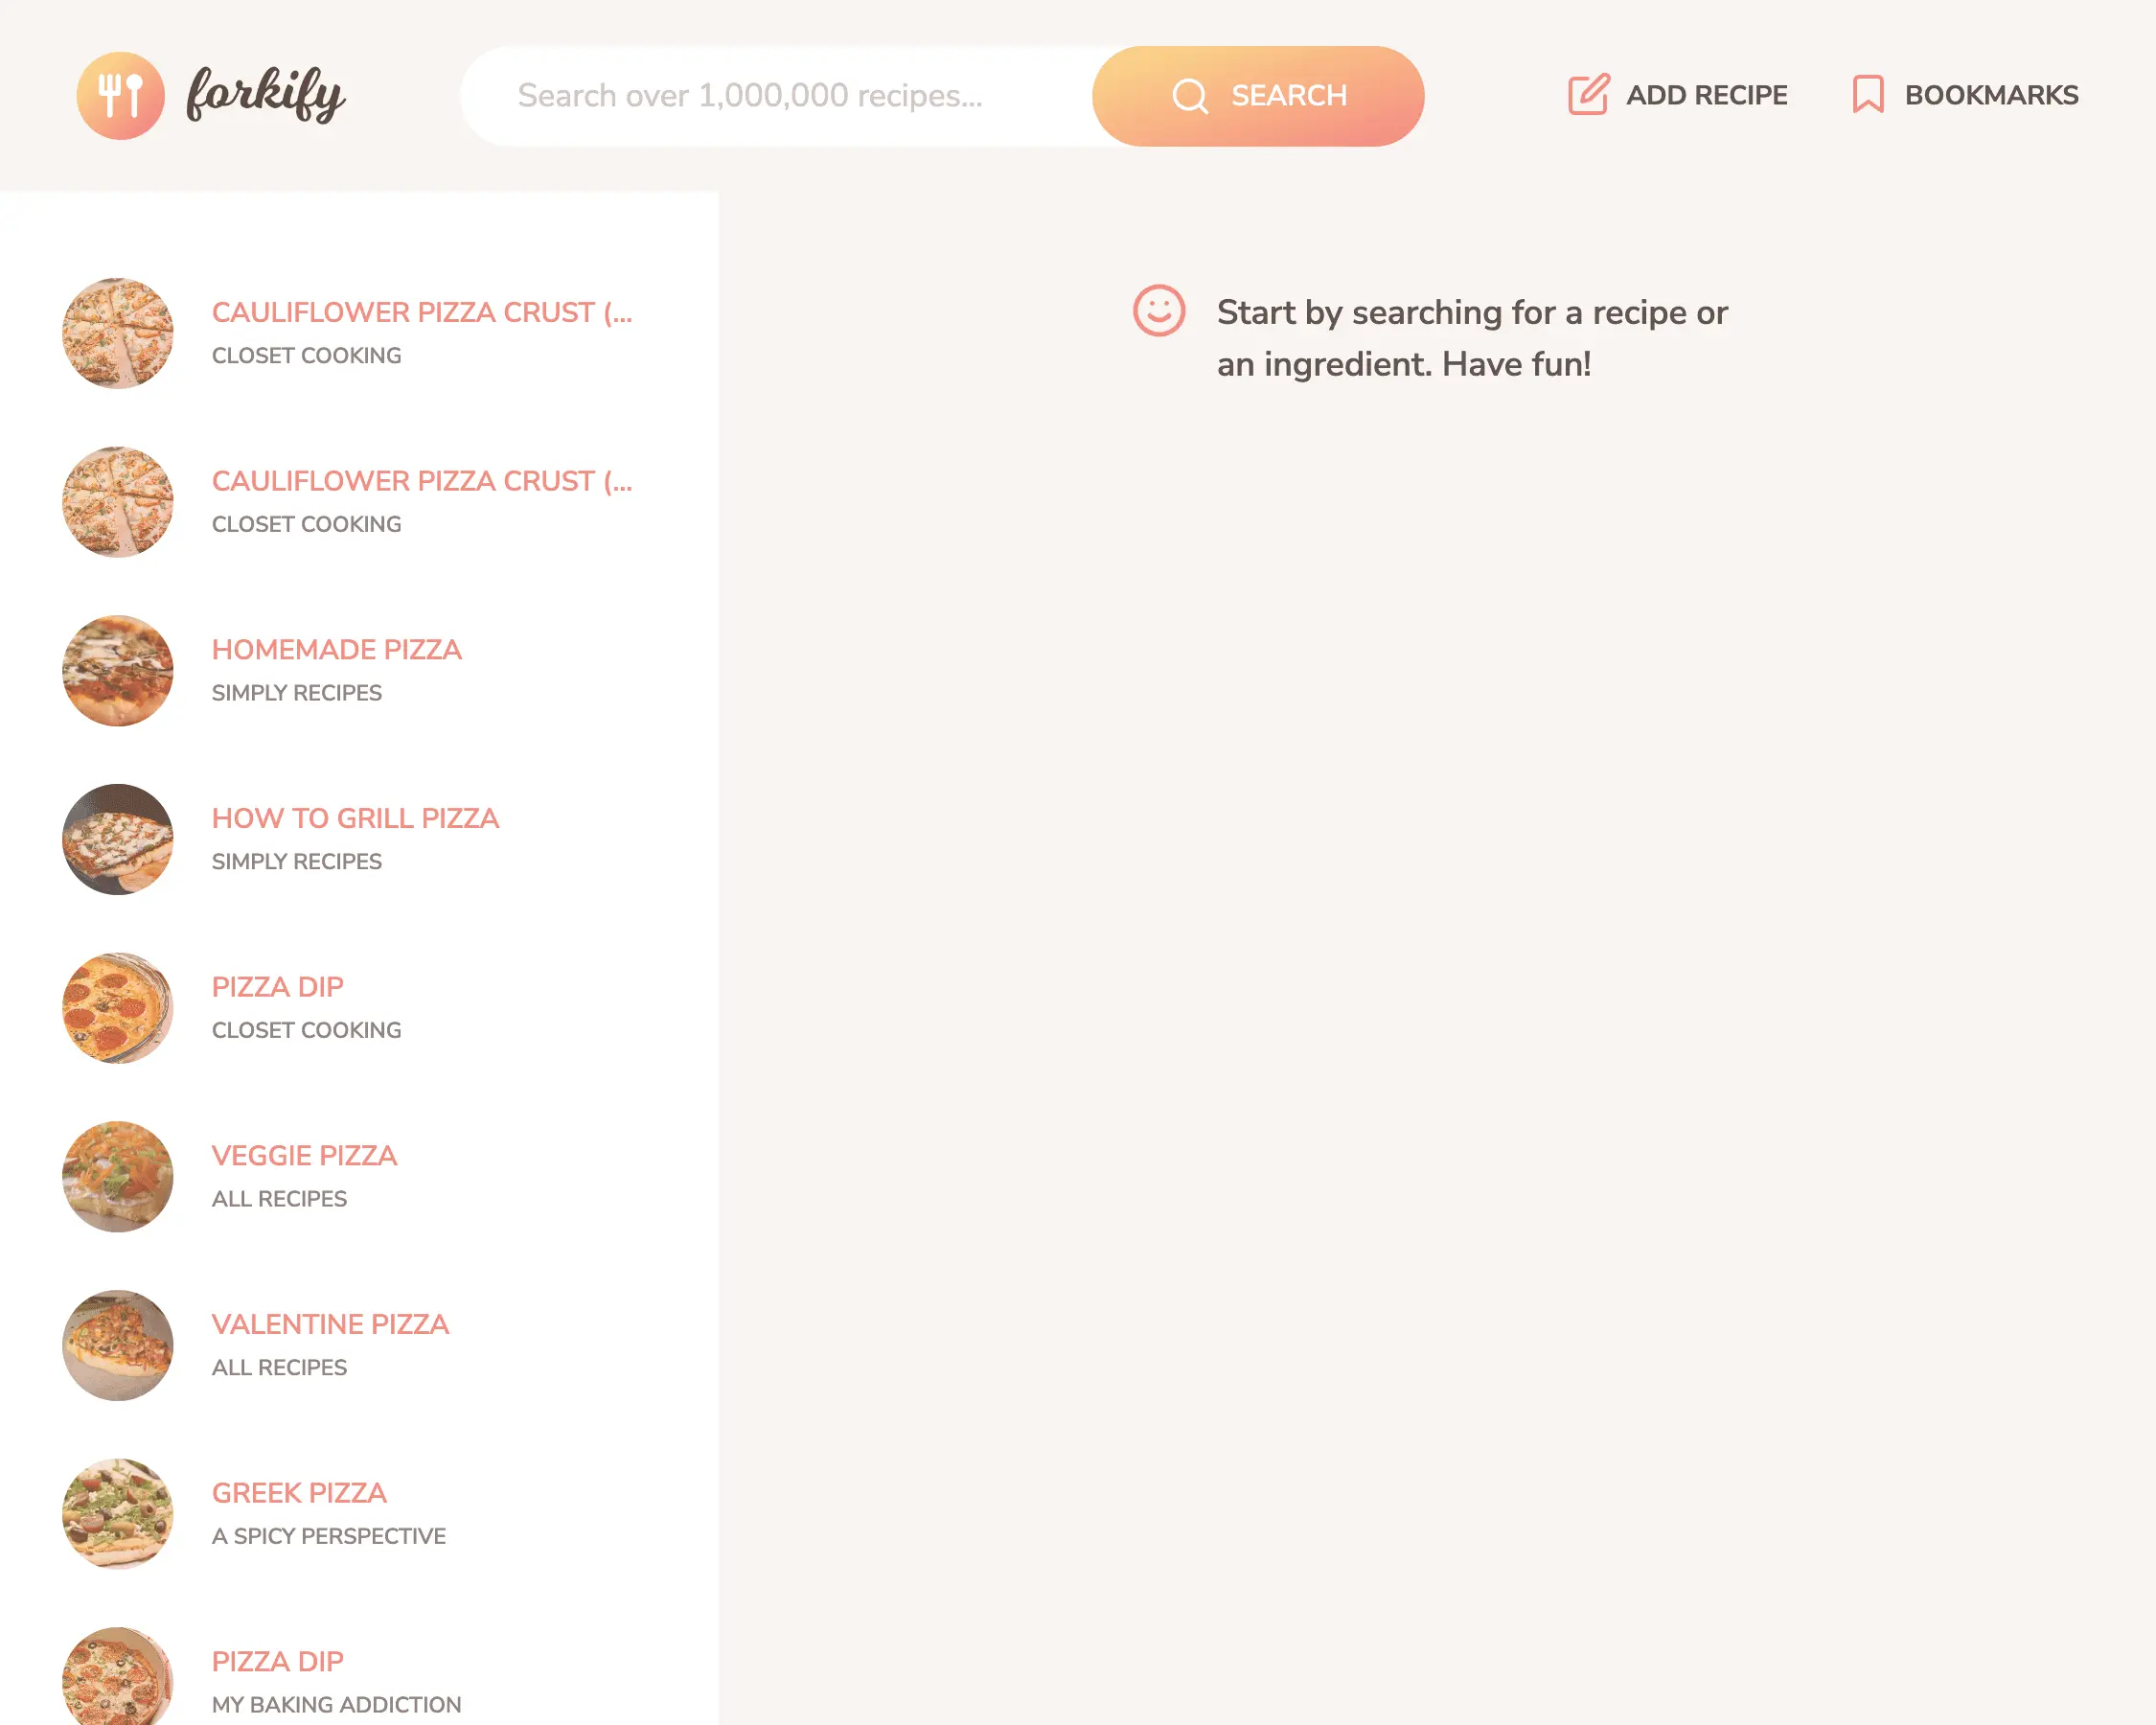 forkify
Search over 1,000,000 recipes...
SEARCH
ADD RECIPE
BOOKMARKS
CAULIFLOWER PIZZA CRUST (...
CLOSET COOKING
CAULIFLOWER PIZZA CRUST (...
CLOSET COOKING
HOMEMADE PIZZA
SIMPLY RECIPES
HOW TO GRILL PIZZA
SIMPLY RECIPES
PIZZA DIP
CLOSET COOKING
VEGGIE PIZZA
ALL RECIPES
VALENTINE PIZZA
ALL RECIPES
GREEK PIZZA
A SPICY PERSPECTIVE
PIZZA DIP
MY BAKING ADDICTION
Start by searching for a recipe or
an ingredient. Have fun!